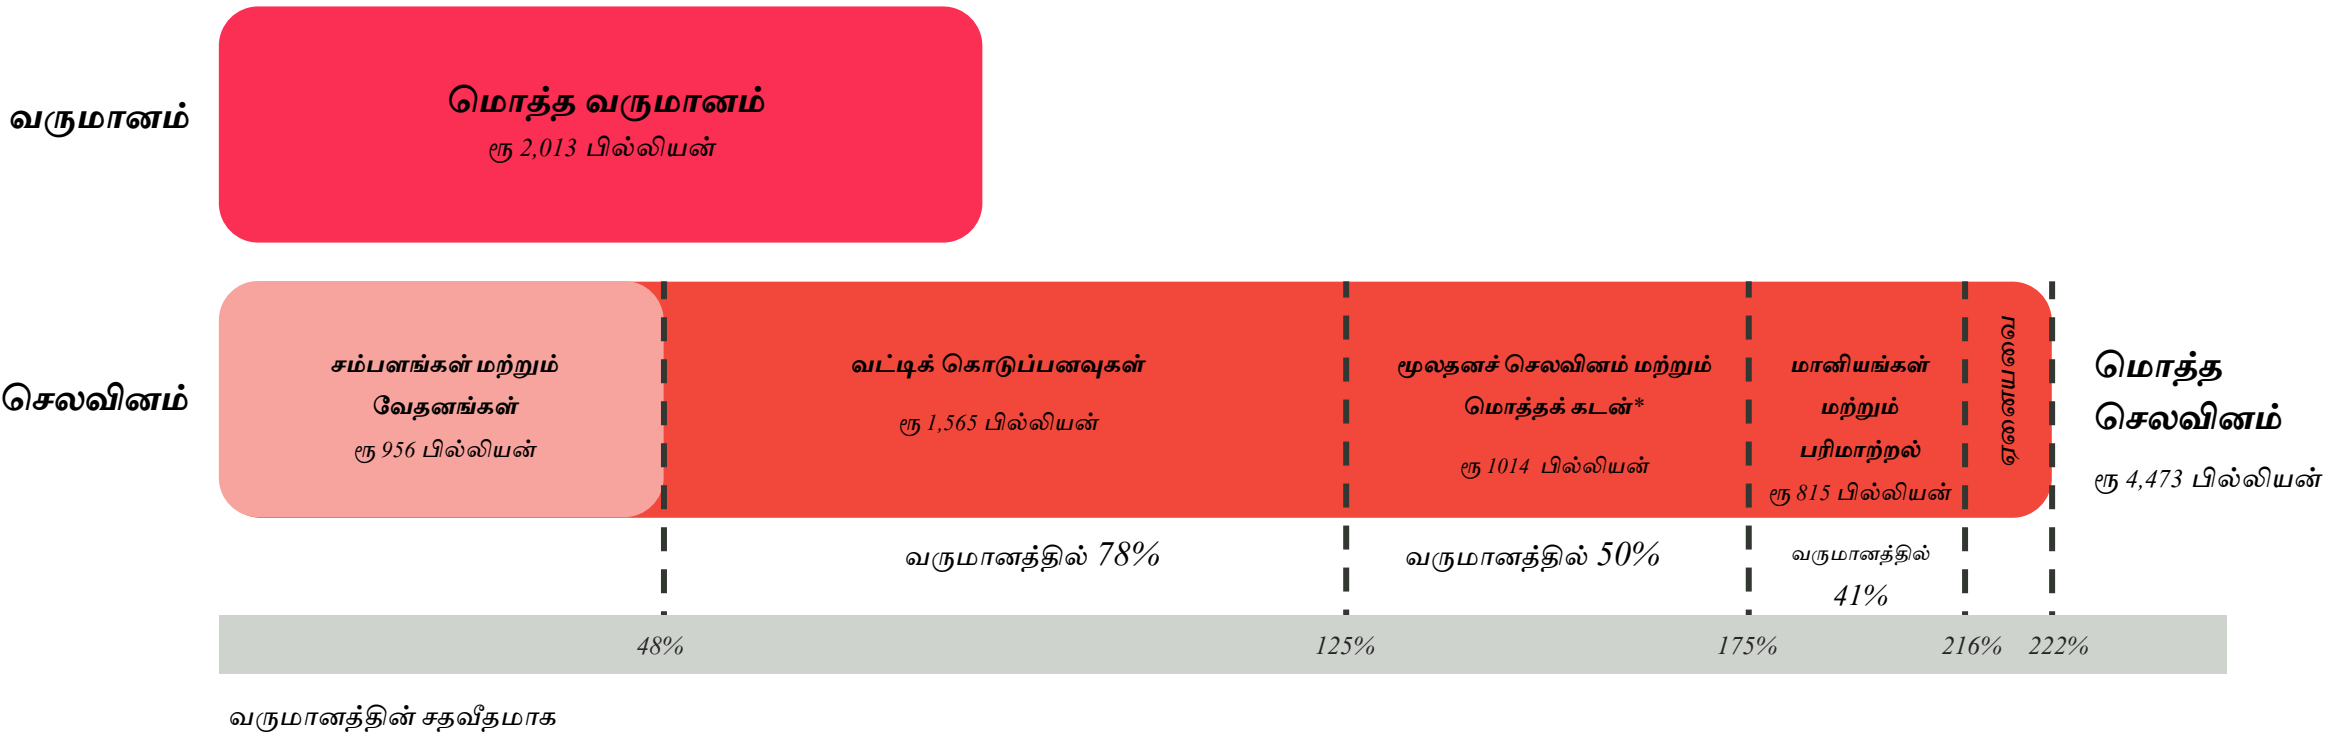 வருமானம்
மொத்த வருமானம்
ரூ 2,013 பில்லியன்
செலவினம்
சம்பளங்கள் மற்றும்
வேதனங்கள்
ரூ 956 பில்லியன்
வட்டிக் கொடுப்பனவுகள்
ரூ 1,565 பில்லியன்
மூலதனச் செலவினம் மற்றும்
மொத்தக் கடன்*
ரூ 1014 பில்லியன்
மானியங்கள்
மற்றும்
பரிமாற்றல்
ரூ 815 பில்லியன்
ஏனையவை
மொத்த
செலவினம்
ரூ 4,473 பில்லியன்
வருமானத்தில் 78%
வருமானத்தில் 50%
வருமானத்தில்
41%
48%
125%
175%
216%
222%
வருமானத்தின் சதவீதமாக